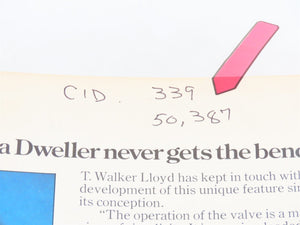 CID. 339
50,387
a Dweller never gets the bend
T. Walker Lloyd has kept in touch with
development of this unique feature sin
its conception.
"The operation of the valve is a m